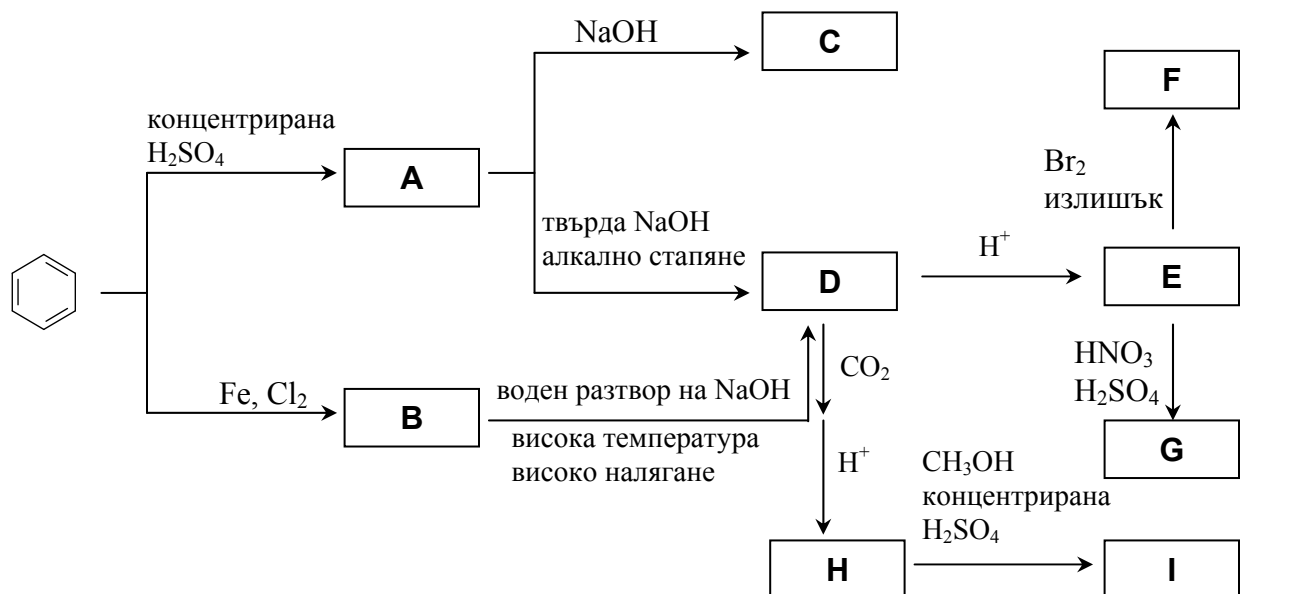 NaOH
C
F
концентрирана
H₂SO₄
A
Br₂
излишък
твърда NaOH
алкално стапяне
H⁺
D
E
HNO₃
H₂SO₄
CO₂
Fe, Cl₂
B
воден разтвор на NaOH
висока температура
високо налягане
H⁺
G
CH₃OH
концентрирана
H₂SO₄
H
I